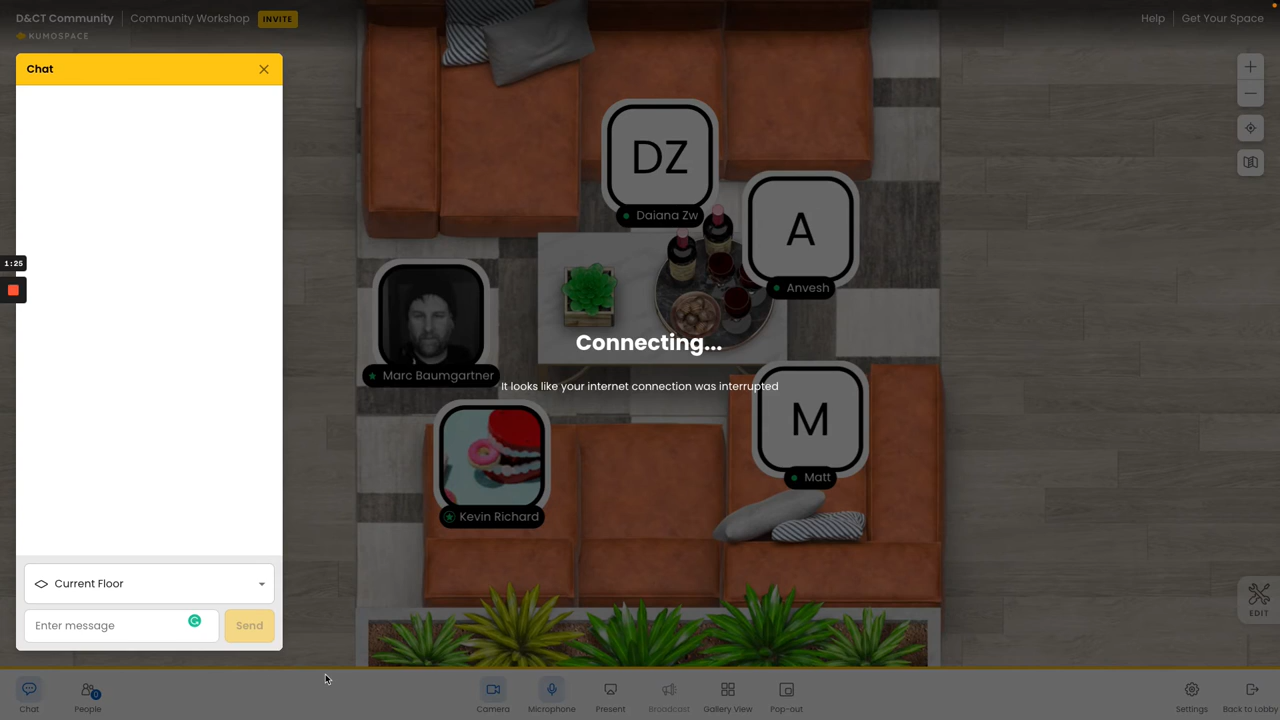 D&CT Community
Community Workshop
INVITE
Help
Get Your Space
KUMOSPACE
Chat
DZ
Daiana Zw
A
Anvesh
1:25
Connecting...
Marc Baumgartner
It looks like your internet connection was interrupted
M
Matt
Kevin Richard
Current Floor
EDIT
Enter message
Send
0
Chat
People
Camera
Microphone
Present
Broadcast
Gallery View
Pop-out
Settings
Back to Lobby